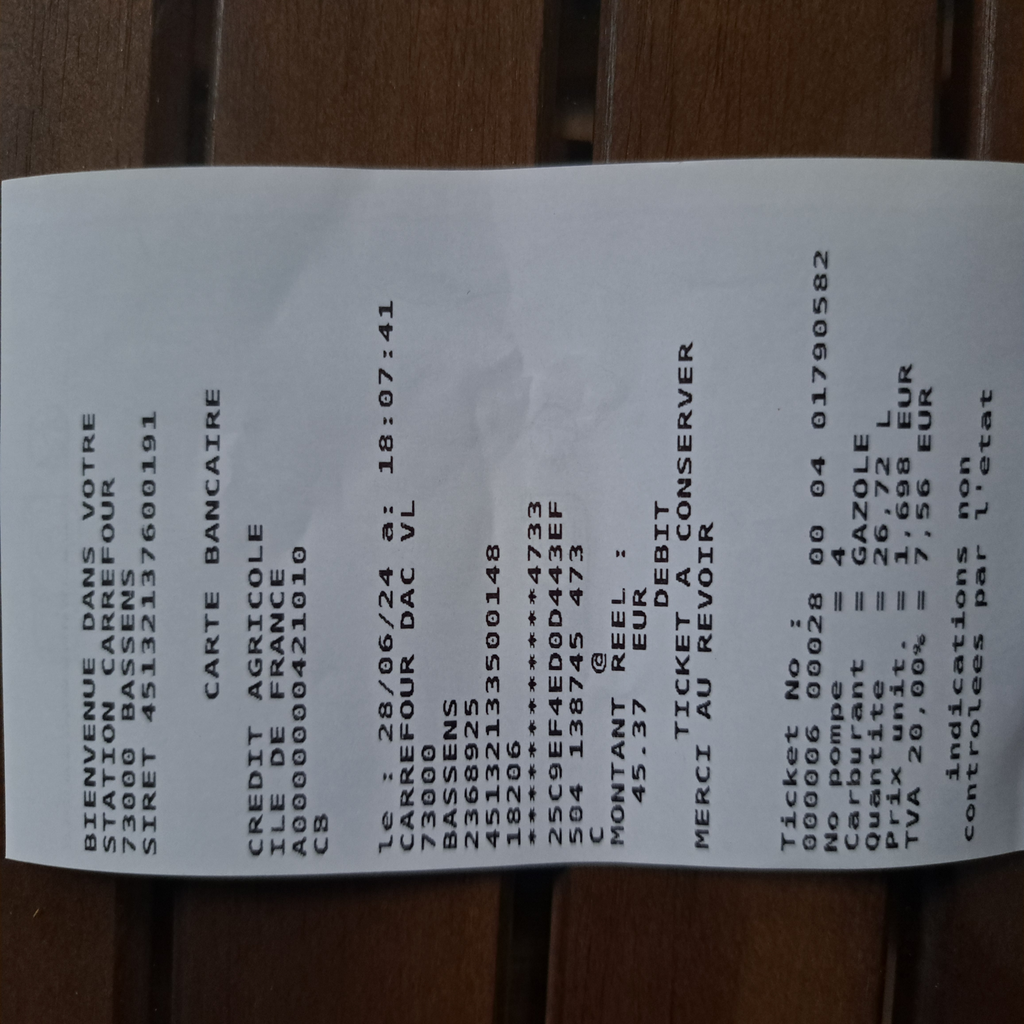 BIENVENUE DANS VOTRE
STATION CARREFOUR
73000 BASSENS
SIRET 45132137600191
CARTE BANCAIRE
CREDIT AGRICOLE
ILE DE FRANCE
A0000000421010
CB
le : 28/06/24 a: 18:07:41
CARREFOUR DAC VL
73000
BASSENS
2368925
45132133500148
18206
************4733
25C9EF4ED0D443EF
504 138745 473
C @
MONTANT REEL :
45.37 EUR
DEBIT
TICKET A CONSERVER
MERCI AU REVOIR
Ticket No :
000006 00028 00 04 01790582
No pompe = 4
Carburant = GAZOLE
Quantite = 26,72 L
Prix unit. = 1,698 EUR
TVA 20,00% = 7,56 EUR
indications non
controlees par l'etat